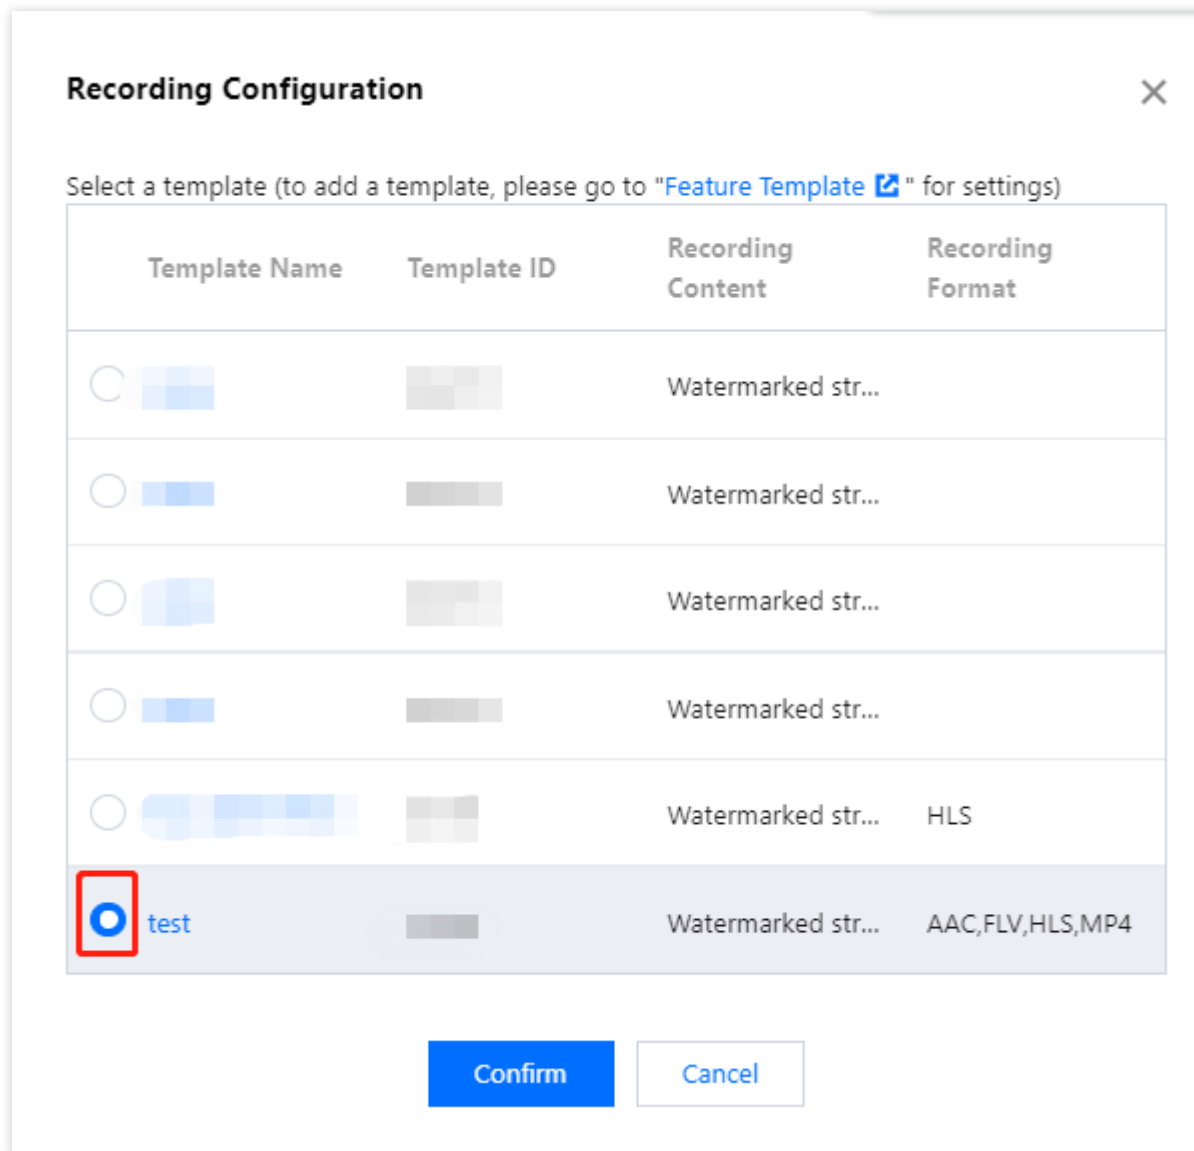 Recording Configuration
Select a template (to add a template, please go to "Feature Template " for settings)
Template Name Template ID Recording Content Recording Format
Watermarked str...
Watermarked str...
Watermarked str...
Watermarked str...
Watermarked str... HLS
test Watermarked str... AAC,FLV,HLS,MP4
Confirm Cancel